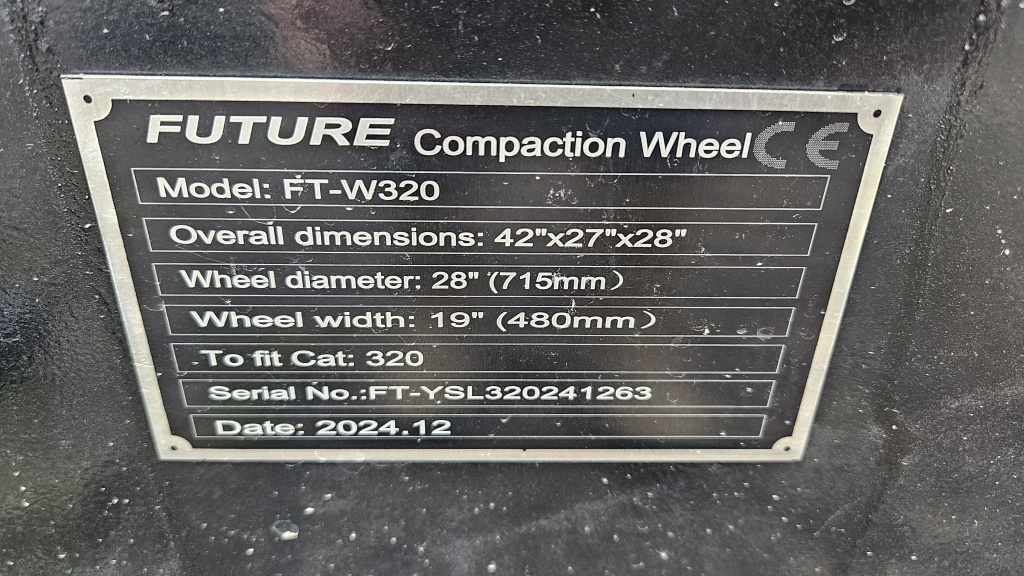 FUTURE Compaction Wheel CE
Model: FT-W320
Overall dimensions: 42"x27"x28"
Wheel diameter: 28" (715mm)
Wheel width: 19" (480mm)
To fit Cat: 320
Serial No.:FT-YSL320241263
Date: 2024.12